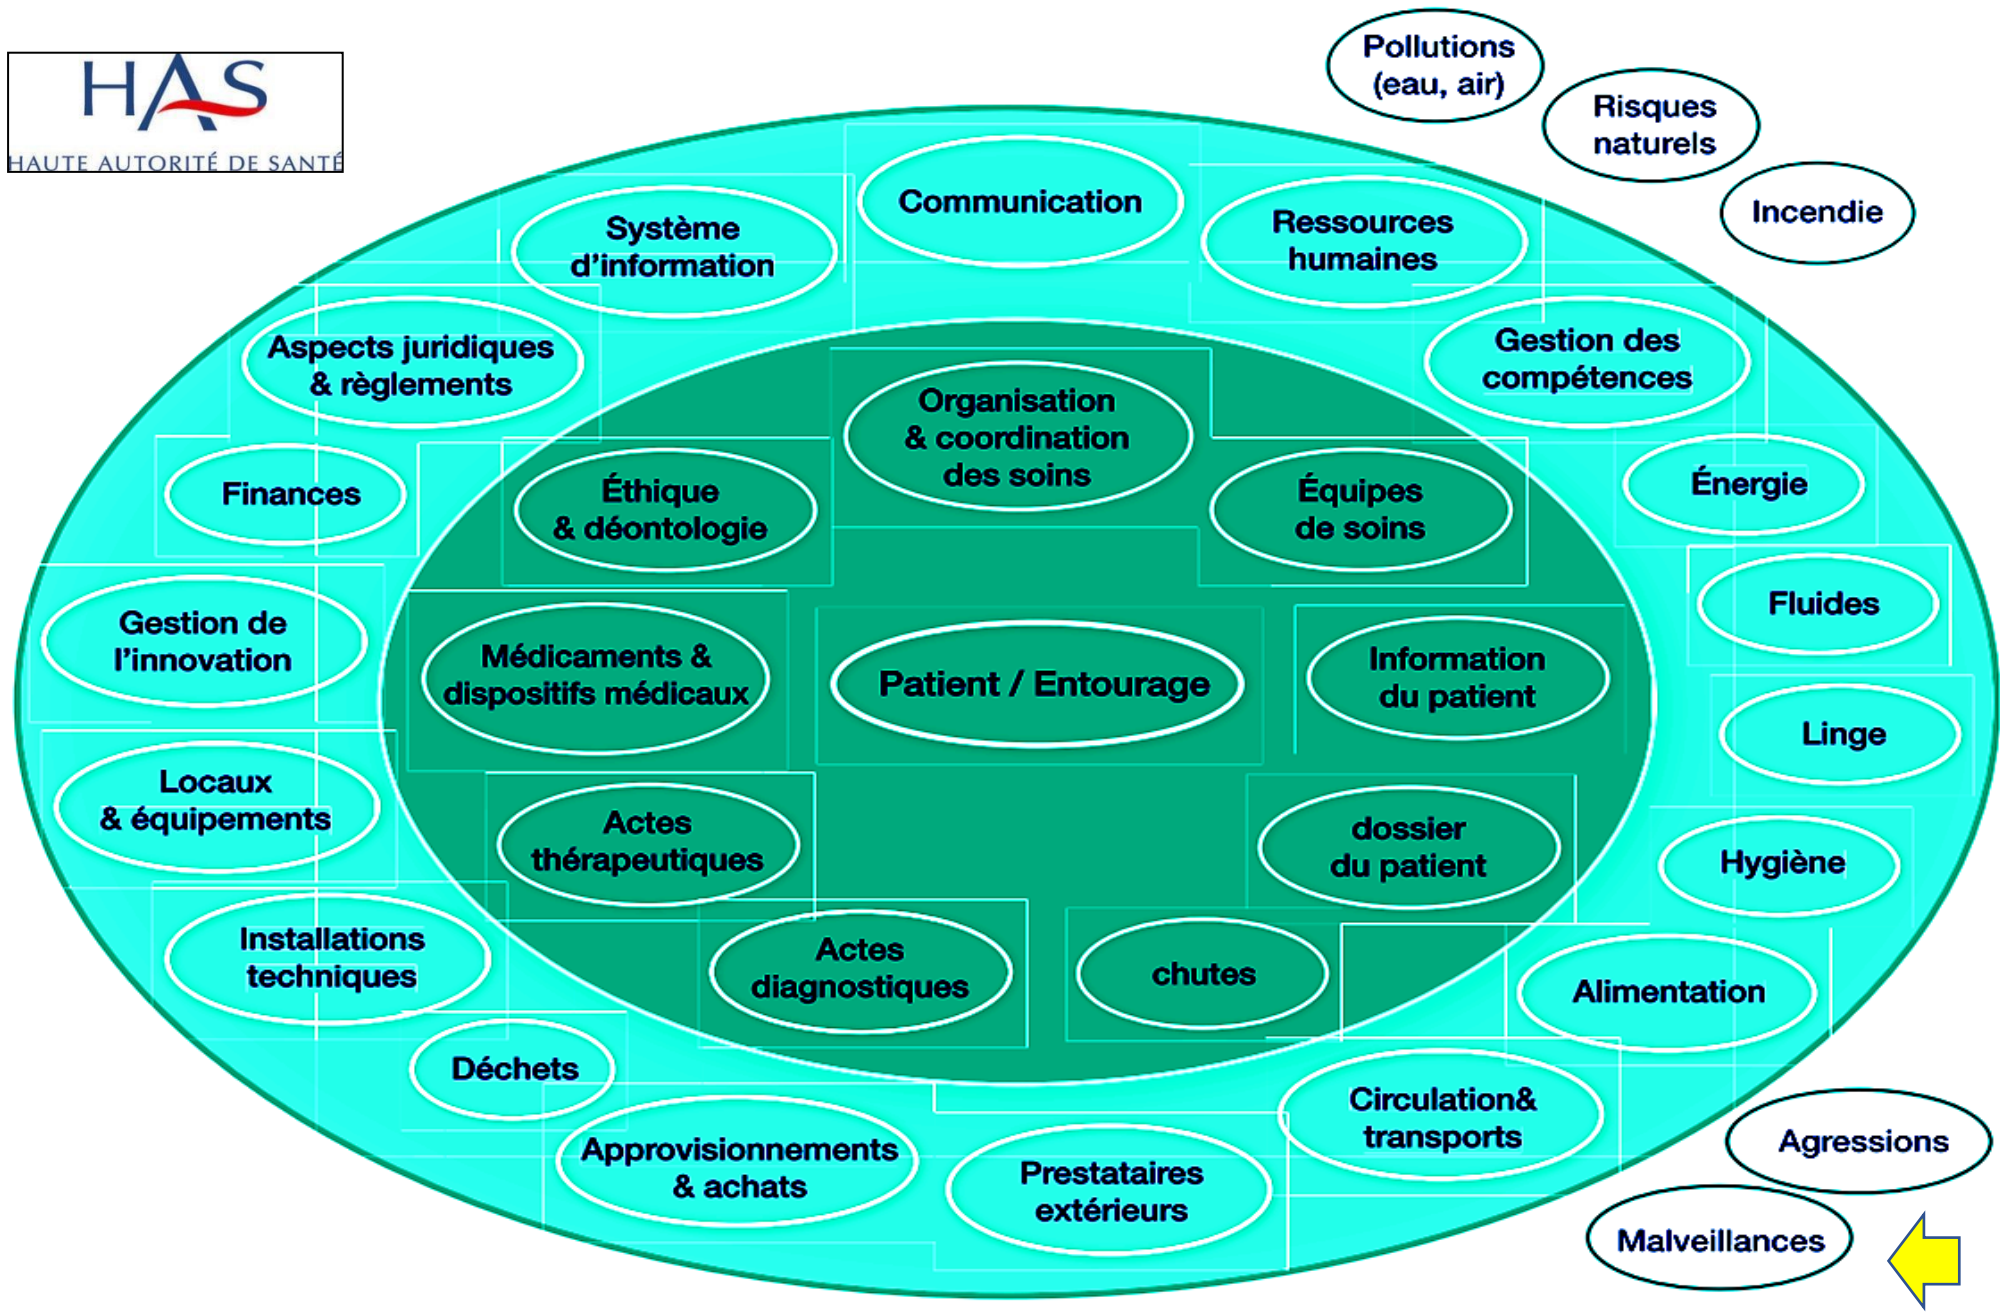 HAS
HAUTE AUTORITÉ DE SANTÉ
Pollutions
(eau, air)
Risques
naturels
Incendie
Communication
Système
d'information
Ressources
humaines
Aspects juridiques
& règlements
Gestion des
compétences
Finances
Énergie
Gestion de
l'innovation
Fluides
Locaux
& équipements
Linge
Installations
techniques
Hygiène
Déchets
Alimentation
Approvisionnements
& achats
Prestataires
extérieurs
Circulation&
transports
Organisation
& coordination
des soins
Éthique
& déontologie
Équipes
de soins
Médicaments &
dispositifs médicaux
Patient / Entourage
Information
du patient
Actes
thérapeutiques
dossier
du patient
Actes
diagnostiques
chutes
Agressions
Malveillances